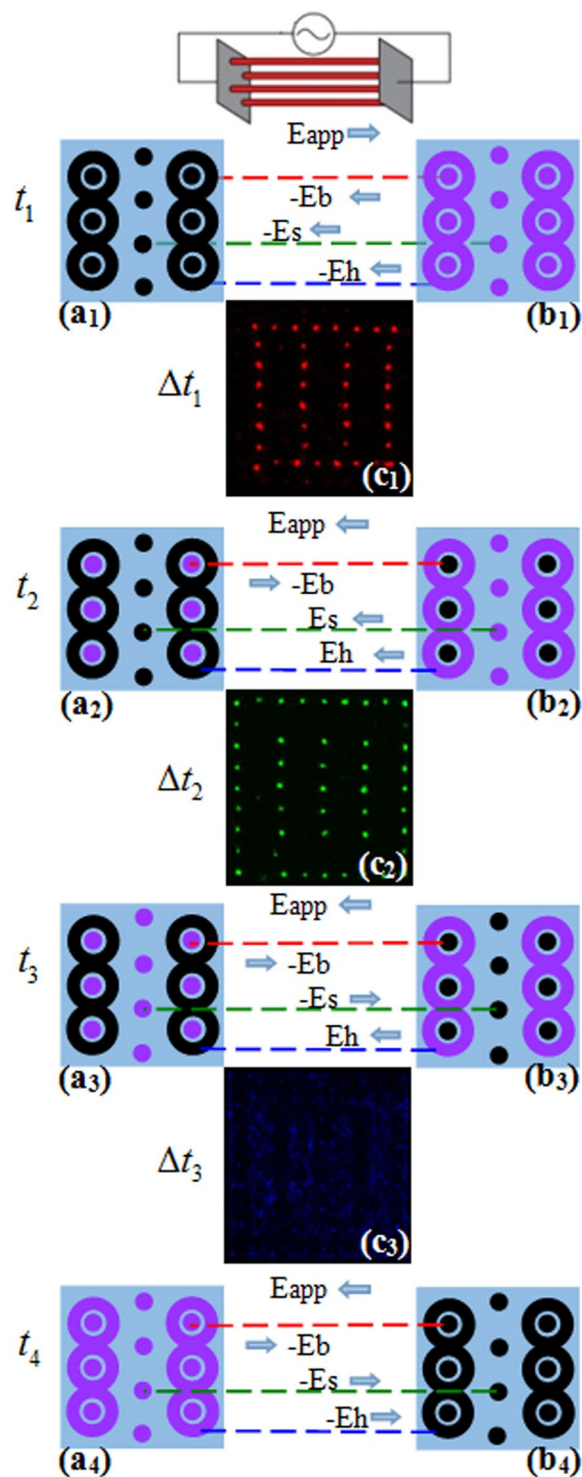 Eapp
t₁
-Eb
-Es
-Eh
(a₁)
(b₁)
Δt₁
(c₁)
Eapp
t₂
-Eb
Es
Eh
(a₂)
(b₂)
Δt₂
(c₂)
Eapp
t₃
-Eb
-Es
Eh
(a₃)
(b₃)
Δt₃
(c₃)
Eapp
t₄
-Eb
-Es
-Eh
(a₄)
(b₄)